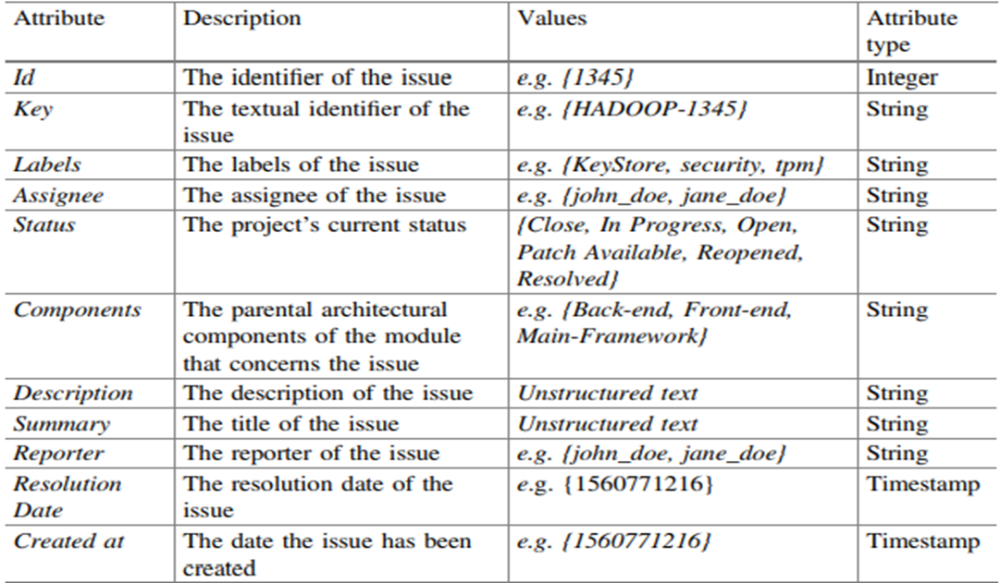 Attribute Description Values Attribute
type
Id The identifier of the issue e.g. {1345} Integer
Key The textual identifier of the e.g. {HADOOP-1345} String
issue
Labels The labels of the issue e.g. {KeyStore, security, tpm} String
Assignee The assignee of the issue e.g. {john_doe, jane_doe} String
Status The project's current status {Close, In Progress, Open, String
Patch Available, Reopened,
Resolved}
Components The parental architectural e.g. {Back-end, Front-end, String
components of the module Main-Framework}
that concerns the issue
Description The description of the issue Unstructured text String
Summary The title of the issue Unstructured text String
Reporter The reporter of the issue e.g. {john_doe, jane_doe} String
Resolution The resolution date of the e.g. {1560771216} Timestamp
Date issue
Created at The date the issue has been e.g. {1560771216} Timestamp
created